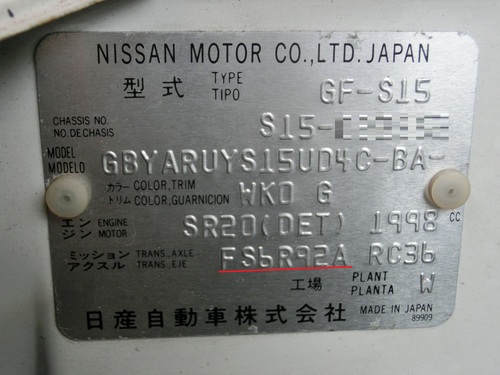 NISSAN MOTOR CO.,LTD. JAPAN
型式 TYPE TIPO GF-S15
CHASSIS NO. NO.DE CHASIS S15-
MODEL MODELO GBYARUYS15UD4C-BA-
カラー COLOR,TRIM WK0 G
トリム COLOR,GUARNICION
エンジン ENGINE MOTOR SR20(DET) 1998 CC
ミッション TRANS.,AXLE FS6R92A RC36
アクスル TRANS.,EJE
工場 PLANT PLANTA W
日産自動車株式会社 MADE IN JAPAN
89909